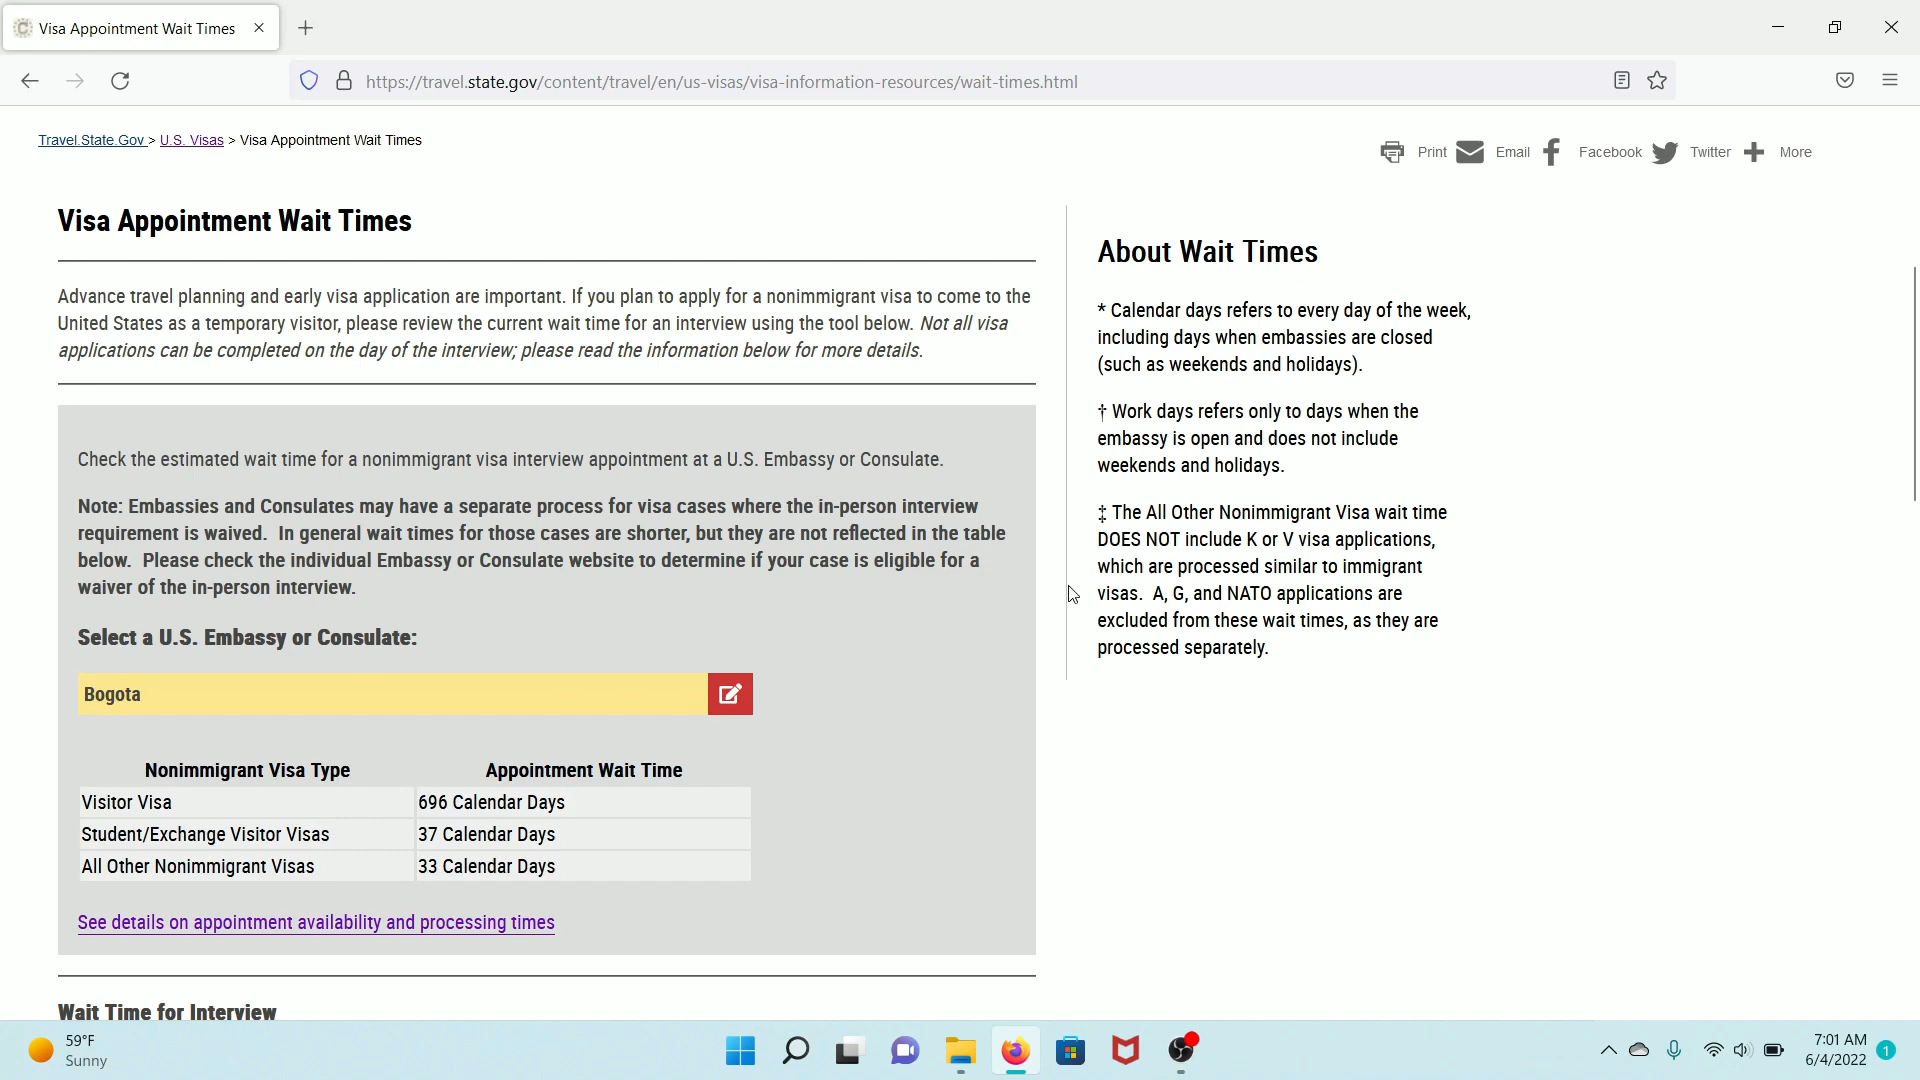 Visa Appointment Wait Times
https://travel.state.gov/content/travel/en/us-visas/visa-information-resources/wait-times.html
Travel.State.Gov > U.S. Visas > Visa Appointment Wait Times
Print Email Facebook Twitter More
Visa Appointment Wait Times
Advance travel planning and early visa application are important. If you plan to apply for a nonimmigrant visa to come to the
United States as a temporary visitor, please review the current wait time for an interview using the tool below. Not all visa
applications can be completed on the day of the interview; please read the information below for more details.
Check the estimated wait time for a nonimmigrant visa interview appointment at a U.S. Embassy or Consulate.
Note: Embassies and Consulates may have a separate process for visa cases where the in-person interview
requirement is waived.  In general wait times for those cases are shorter, but they are not reflected in the table
below.  Please check the individual Embassy or Consulate website to determine if your case is eligible for a
waiver of the in-person interview.
Select a U.S. Embassy or Consulate:
Bogota
Nonimmigrant Visa Type Appointment Wait Time
Visitor Visa 696 Calendar Days
Student/Exchange Visitor Visas 37 Calendar Days
All Other Nonimmigrant Visas 33 Calendar Days
See details on appointment availability and processing times
Wait Time for Interview
About Wait Times
* Calendar days refers to every day of the week,
including days when embassies are closed
(such as weekends and holidays).
† Work days refers only to days when the
embassy is open and does not include
weekends and holidays.
‡ The All Other Nonimmigrant Visa wait time
DOES NOT include K or V visa applications,
which are processed similar to immigrant
visas.  A, G, and NATO applications are
excluded from these wait times, as they are
processed separately.
59°F
Sunny
7:01 AM
6/4/2022
1